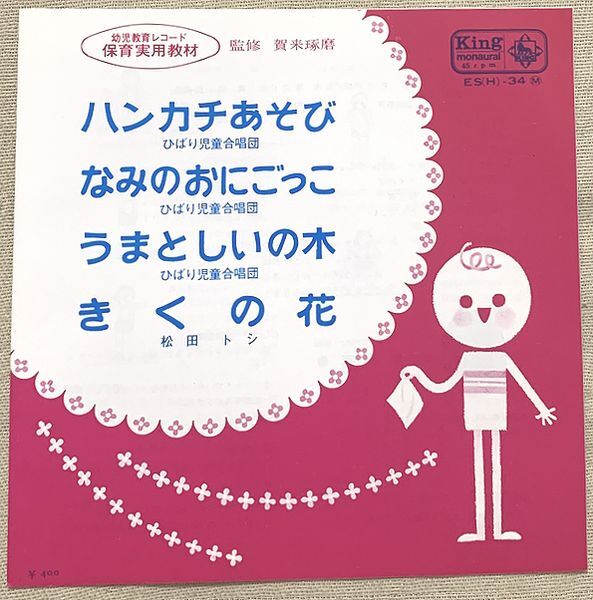 幼児教育レコード
保育実用教材
監修 賀来琢磨
King
monaural
45 rpm
KING
ES(H)-34 Ⓜ
ハンカチあそび
ひばり児童合唱団
なみのおにごっこ
ひばり児童合唱団
うまとしいの木
ひばり児童合唱団
きくの花
松田トシ
¥400